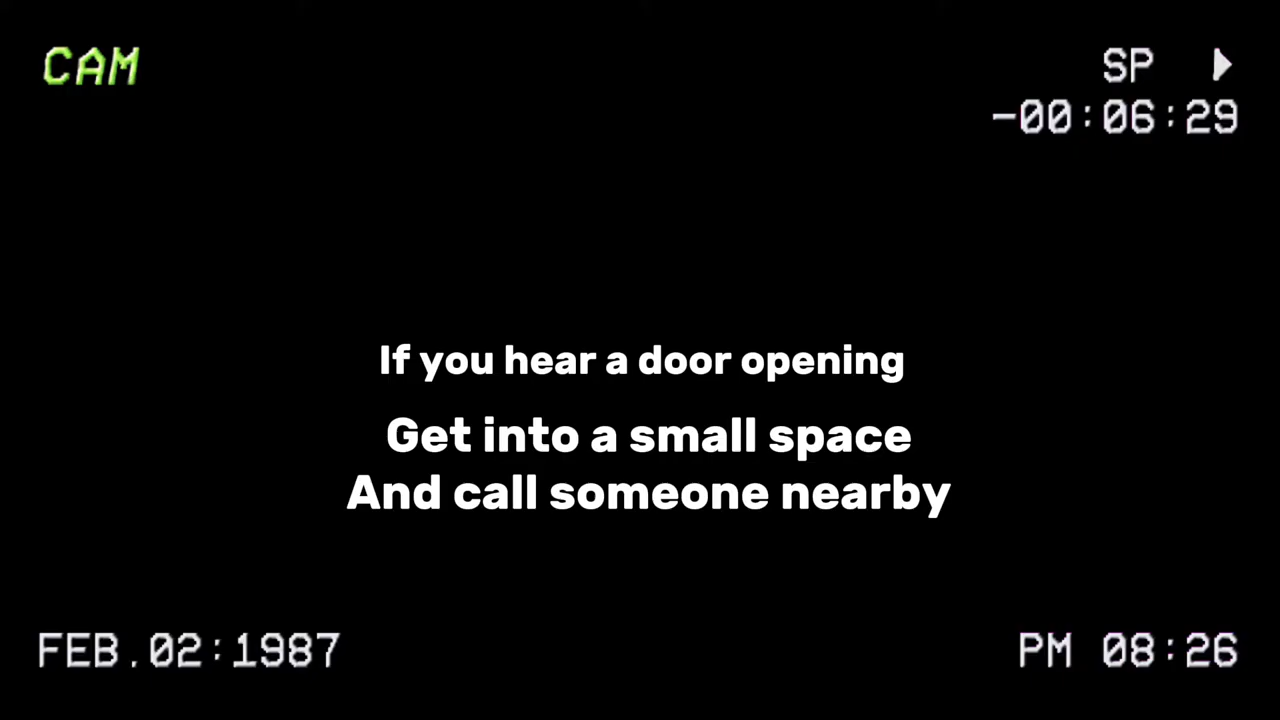 CAM
SP
-00:06:29
If you hear a door opening
Get into a small space
And call someone nearby
FEB.02:1987
PM 08:26